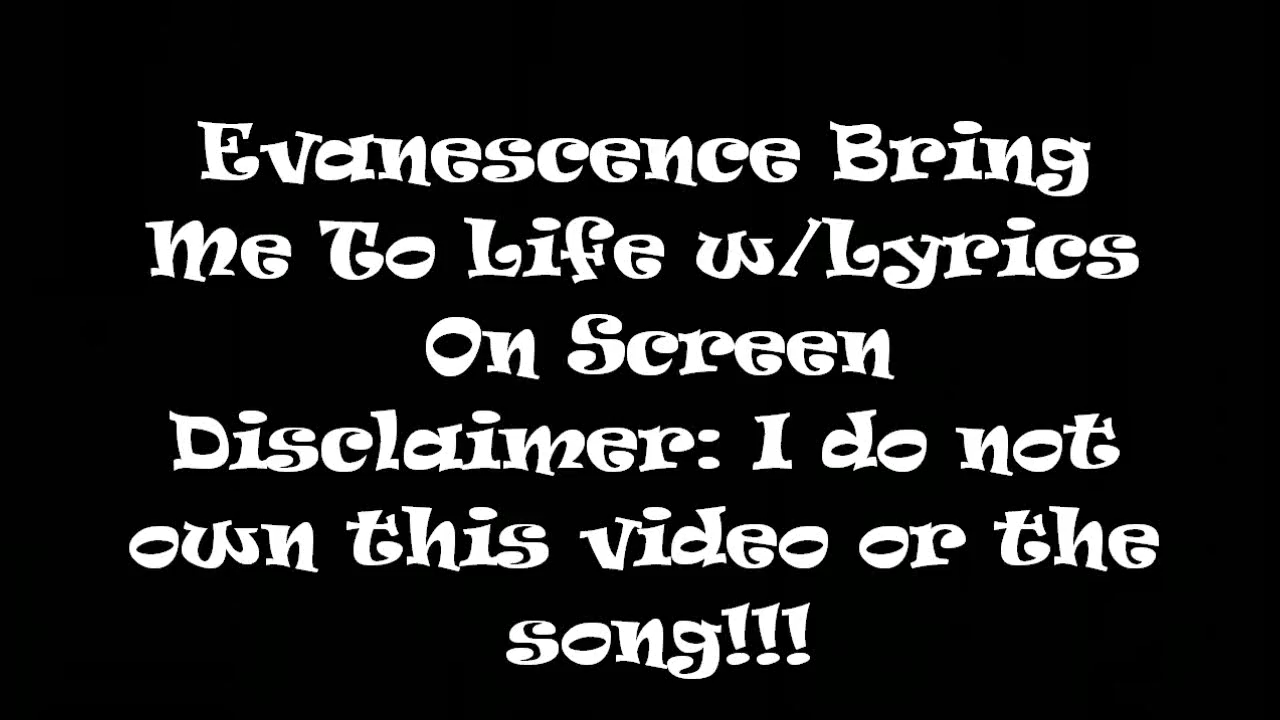 Evanescence Bring
Me To Life w/Lyrics
On Screen
Disclaimer: I do not
own this video or the
song!!!